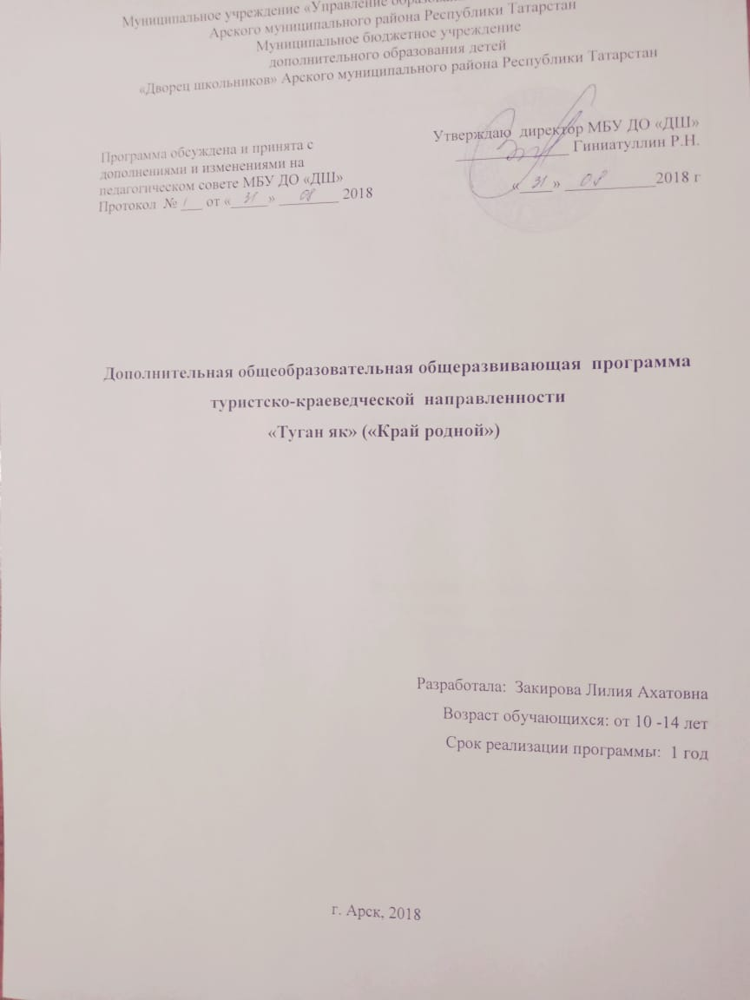 Муниципальное учреждение «Управление
Арского муниципального района Республики Татарстан
Муниципальное бюджетное учреждение
дополнительного образования детей
«Дворец школьников» Арского муниципального района Республики Татарстан
Программа обсуждена и принята с
дополнениями и изменениями на
педагогическом совете МБУ ДО «ДШ»
Протокол № 1 от «31» 08 2018
Утверждаю директор МБУ ДО «ДШ»
____________ Гиниатуллин Р.Н.
«31» 08 2018 г
Дополнительная общеобразовательная общеразвивающая программа
туристско-краеведческой направленности
«Туган як» («Край родной»)
Разработала: Закирова Лилия Ахатовна
Возраст обучающихся: от 10 -14 лет
Срок реализации программы: 1 год
г. Арск, 2018